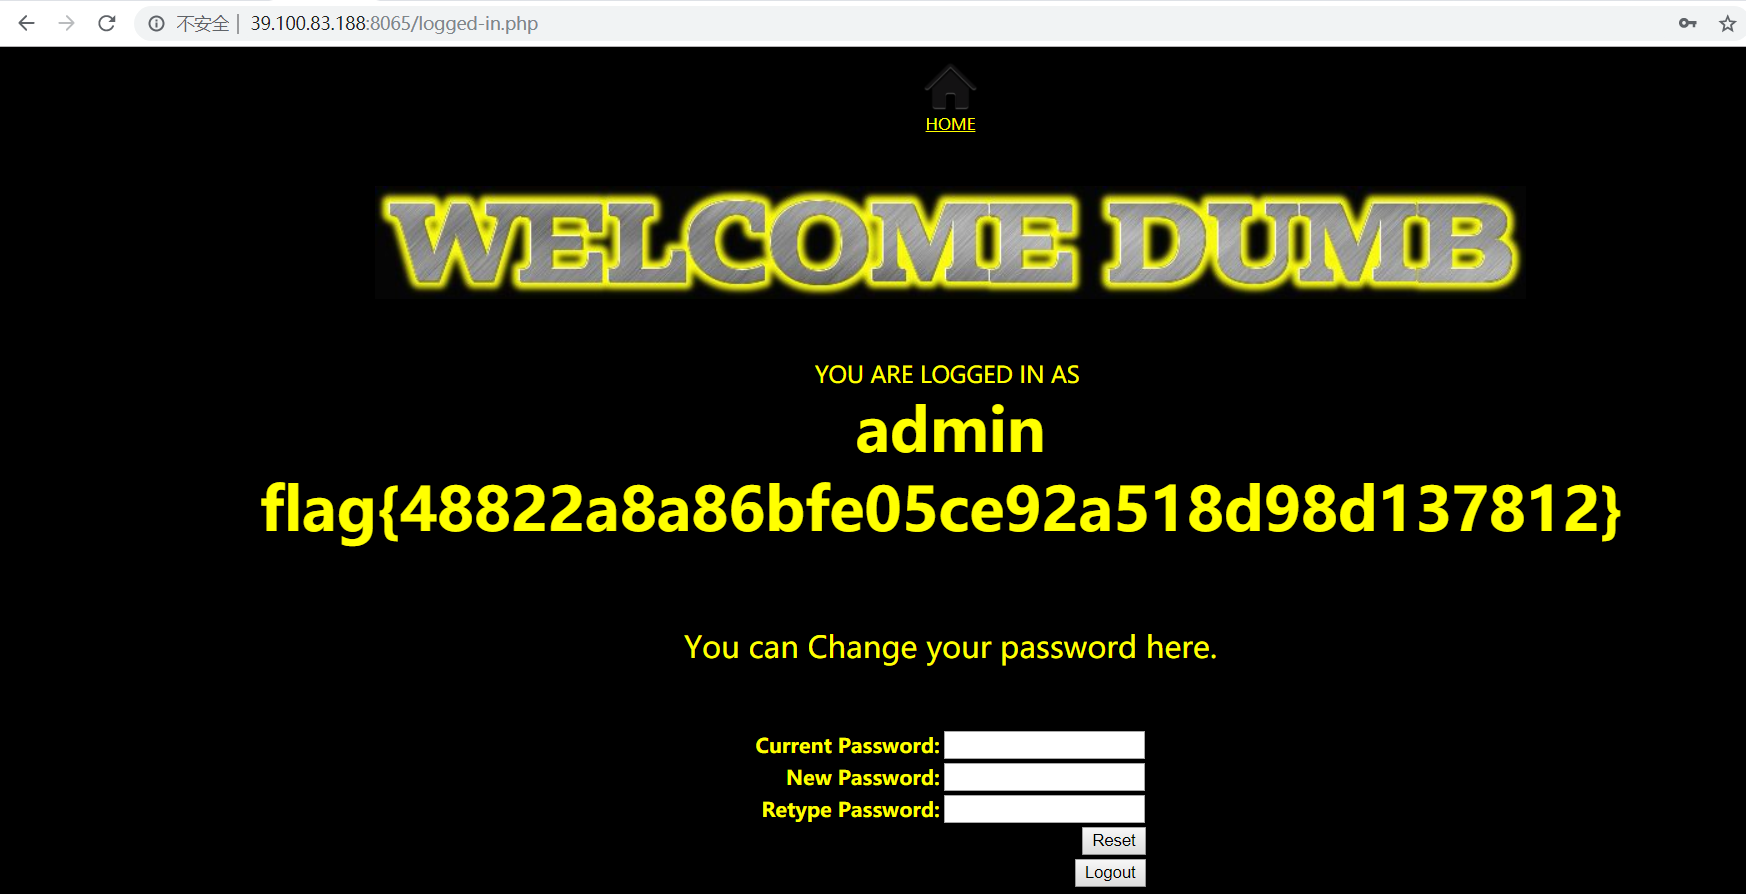 不安全 | 39.100.83.188:8065/logged-in.php
HOME
WELCOME DUMB
YOU ARE LOGGED IN AS
admin
flag{48822a8a86bfe05ce92a518d98d137812}
You can Change your password here.
Current Password:
New Password:
Retype Password:
Reset
Logout